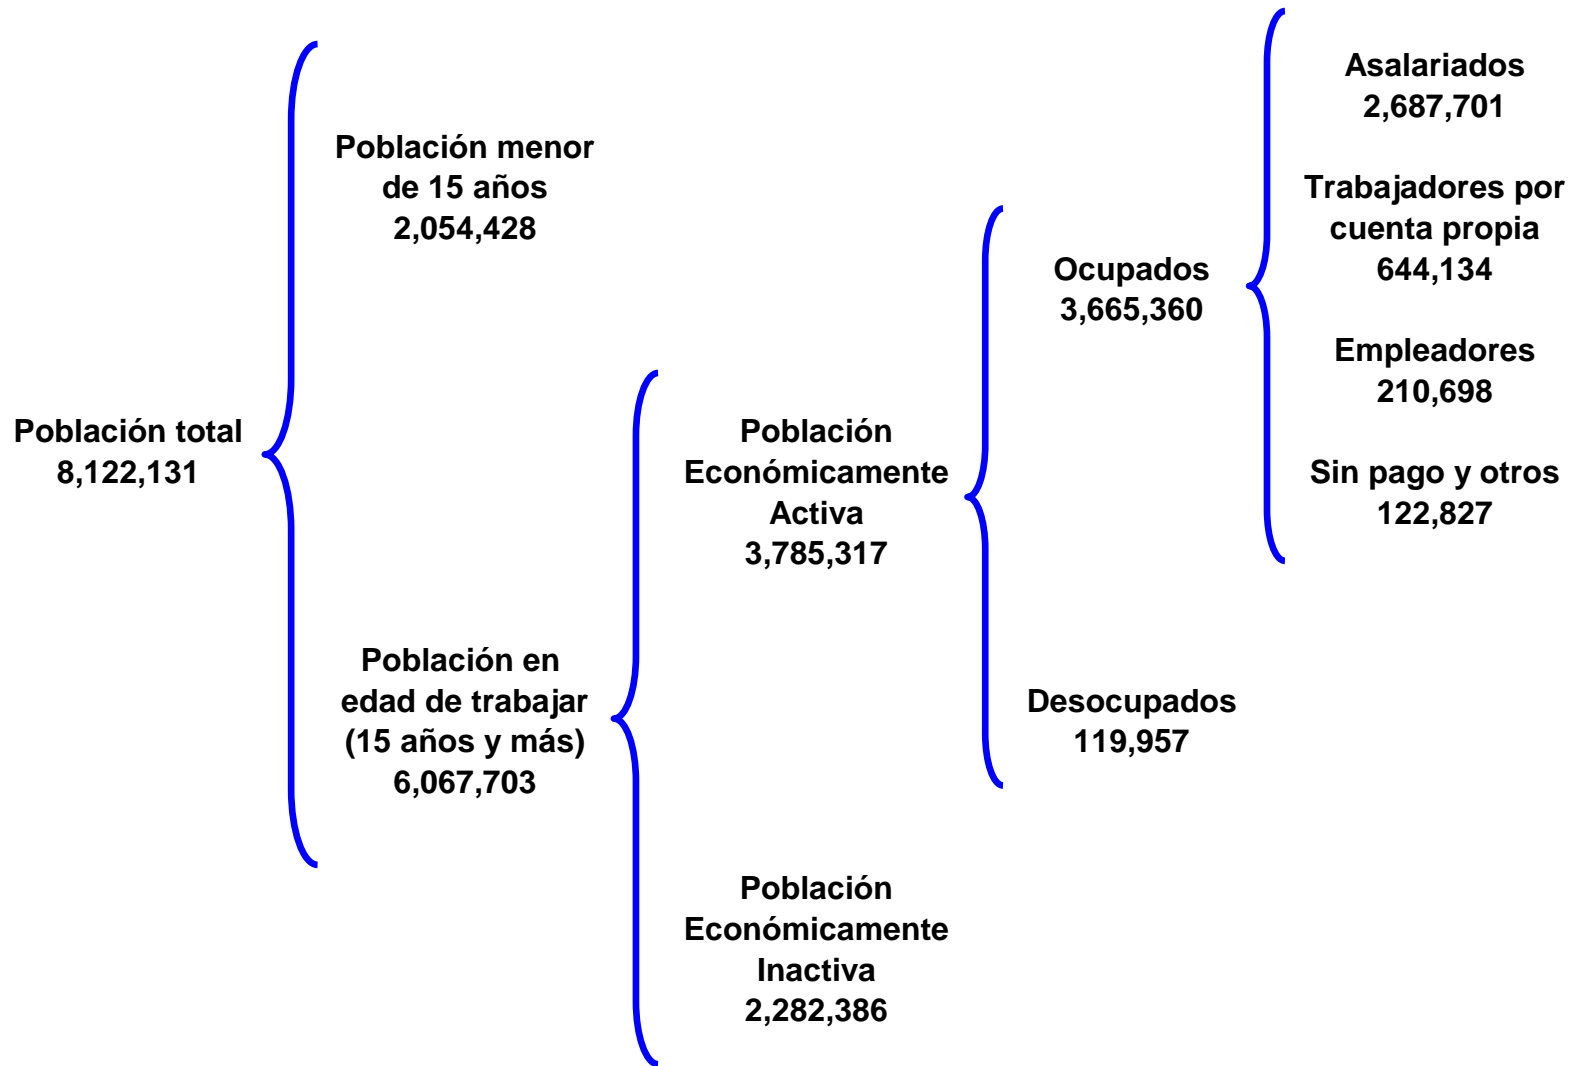 Población total
8,122,131
Población menor
de 15 años
2,054,428
Población en
edad de trabajar
(15 años y más)
6,067,703
Población
Económicamente
Activa
3,785,317
Población
Económicamente
Inactiva
2,282,386
Ocupados
3,665,360
Desocupados
119,957
Asalariados
2,687,701
Trabajadores por
cuenta propia
644,134
Empleadores
210,698
Sin pago y otros
122,827